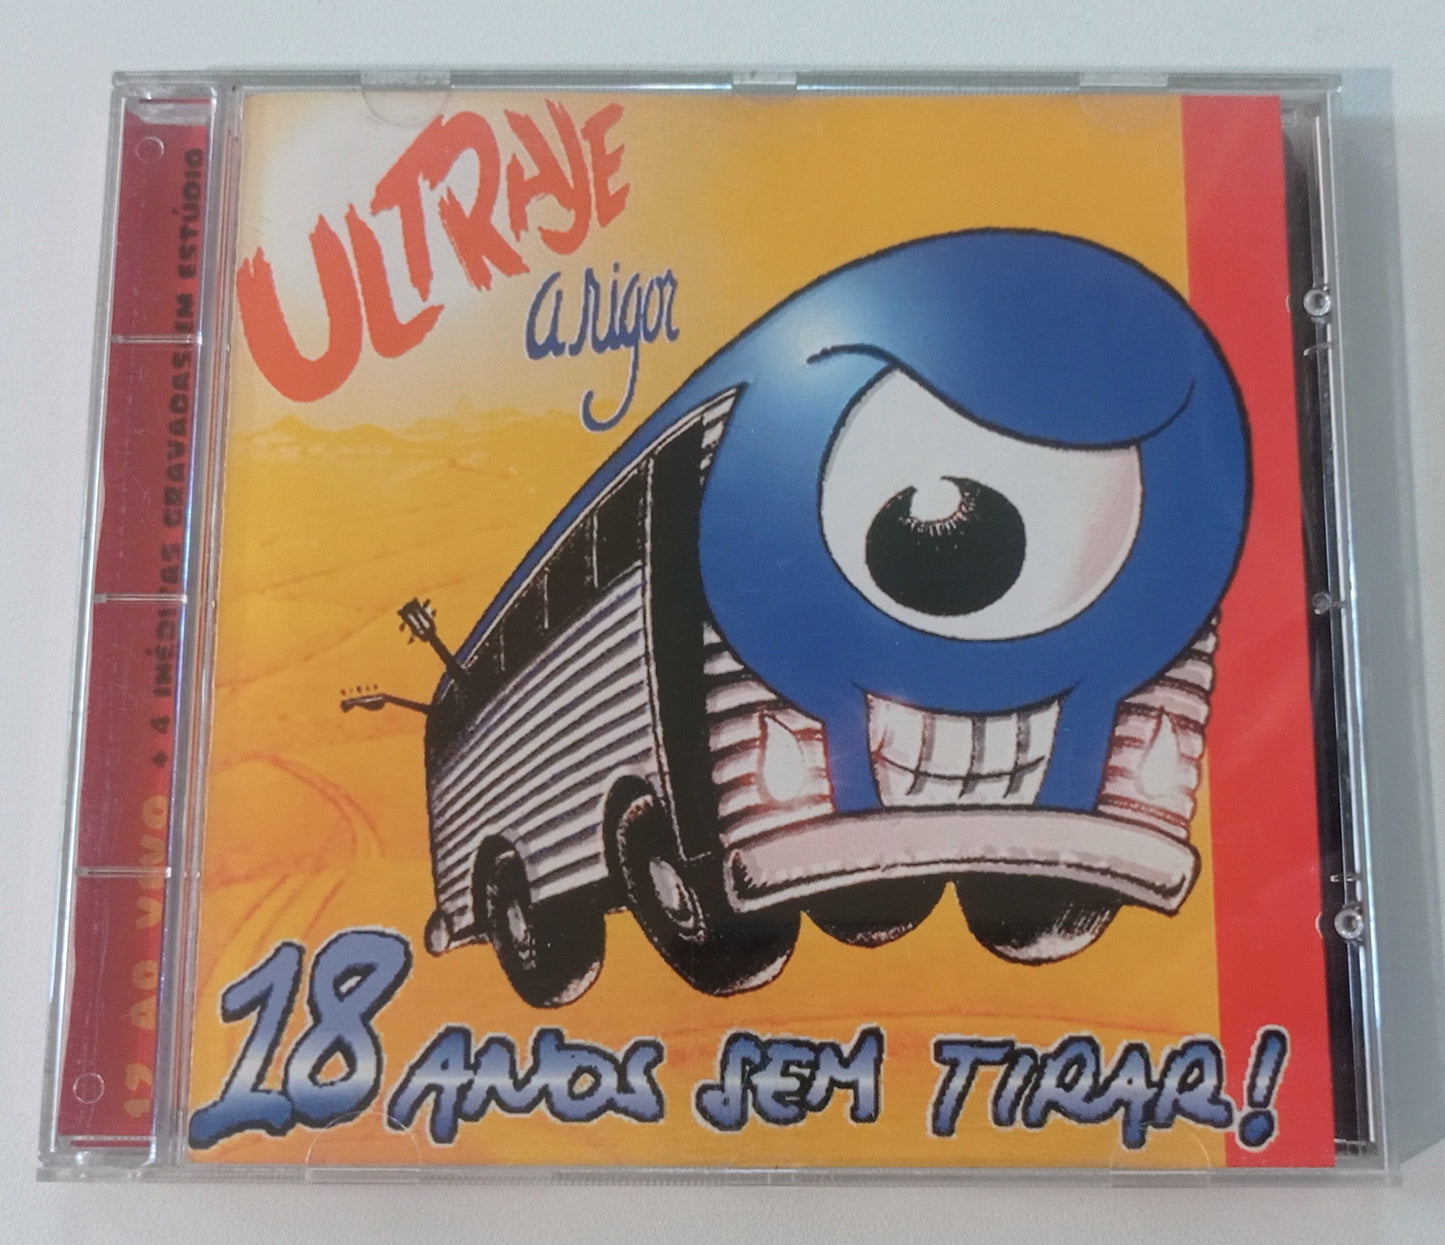 ULTRAJE
a rigor
18 ANOS SEM TIRAR!
17 AO VIVO + 4 INÉDITAS GRAVADAS EM ESTÚDIO